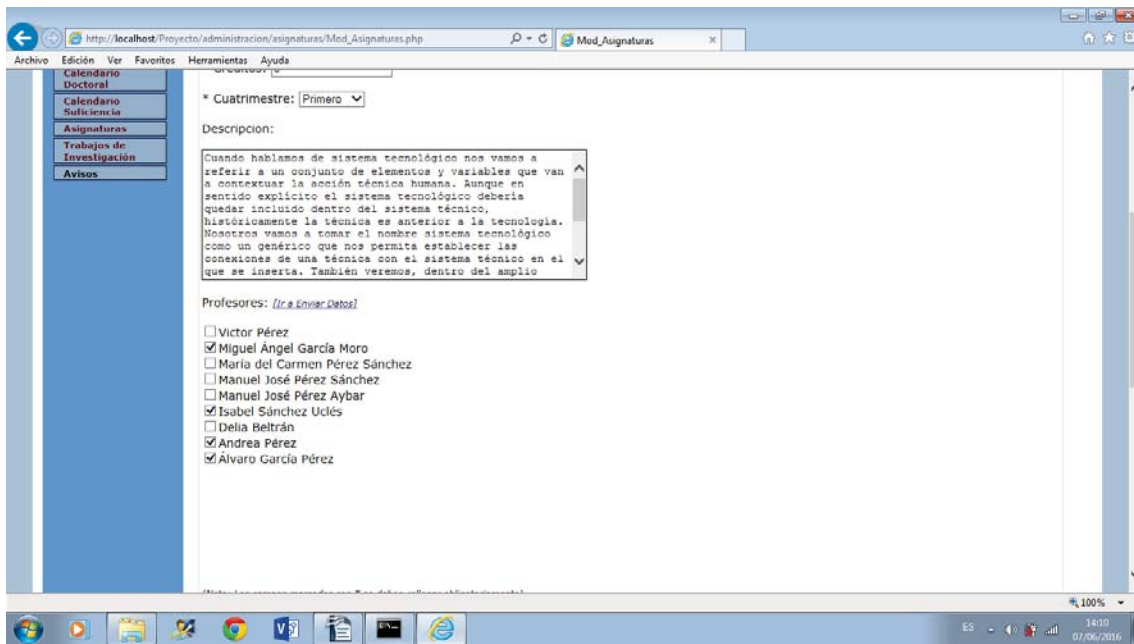 http://localhost/Proyecto/administracion/asignaturas/Mod_Asignaturas.php
Mod_Asignaturas
Archivo Edición Ver Favoritos Herramientas Ayuda
Calendario
Doctoral
Calendario
Suficiencia
Asignaturas
Trabajos de
Investigación
Avisos
* Cuatrimestre: Primero
Descripcion:
Cuando hablamos de sistema tecnológico nos vamos a
referir a un conjunto de elementos y variables que van
a contextuar la acción técnica humana. Aunque en
sentido explícito el sistema tecnológico debería
quedar incluido dentro del sistema técnico,
históricamente la técnica es anterior a la tecnología.
Nosotros vamos a tomar el nombre sistema tecnológico
como un genérico que nos permita establecer las
conexiones de una técnica con el sistema técnico en el
que se inserta. También veremos, dentro del amplio
Profesores: [Ir a Enviar Datos]
Victor Pérez
Miguel Ángel García Moro
Maria del Carmen Pérez Sánchez
Manuel José Pérez Sánchez
Manuel José Pérez Aybar
Isabel Sánchez Uclés
Delia Beltrán
Andrea Pérez
Álvaro García Pérez
100%
ES
14:10
07/06/2016